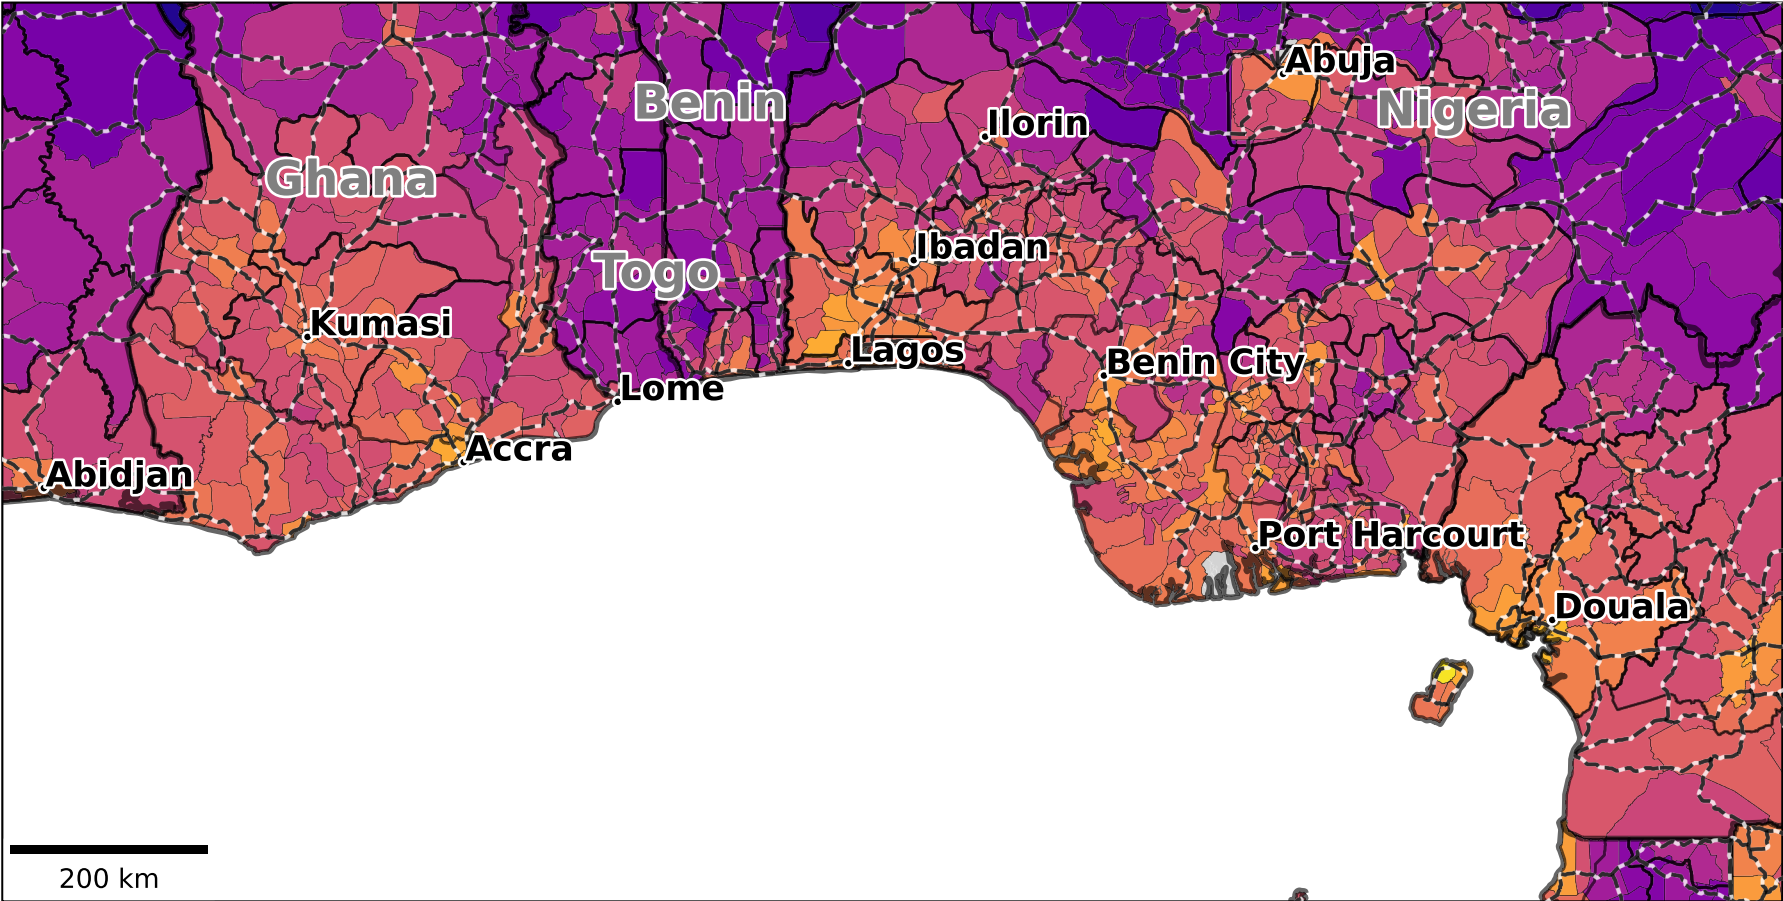 Abuja
Benin
Nigeria
Ilorin
Ghana
Ibadan
Togo
Kumasi
Lagos
Benin City
Lome
Accra
Abidjan
Port Harcourt
Douala
200 km